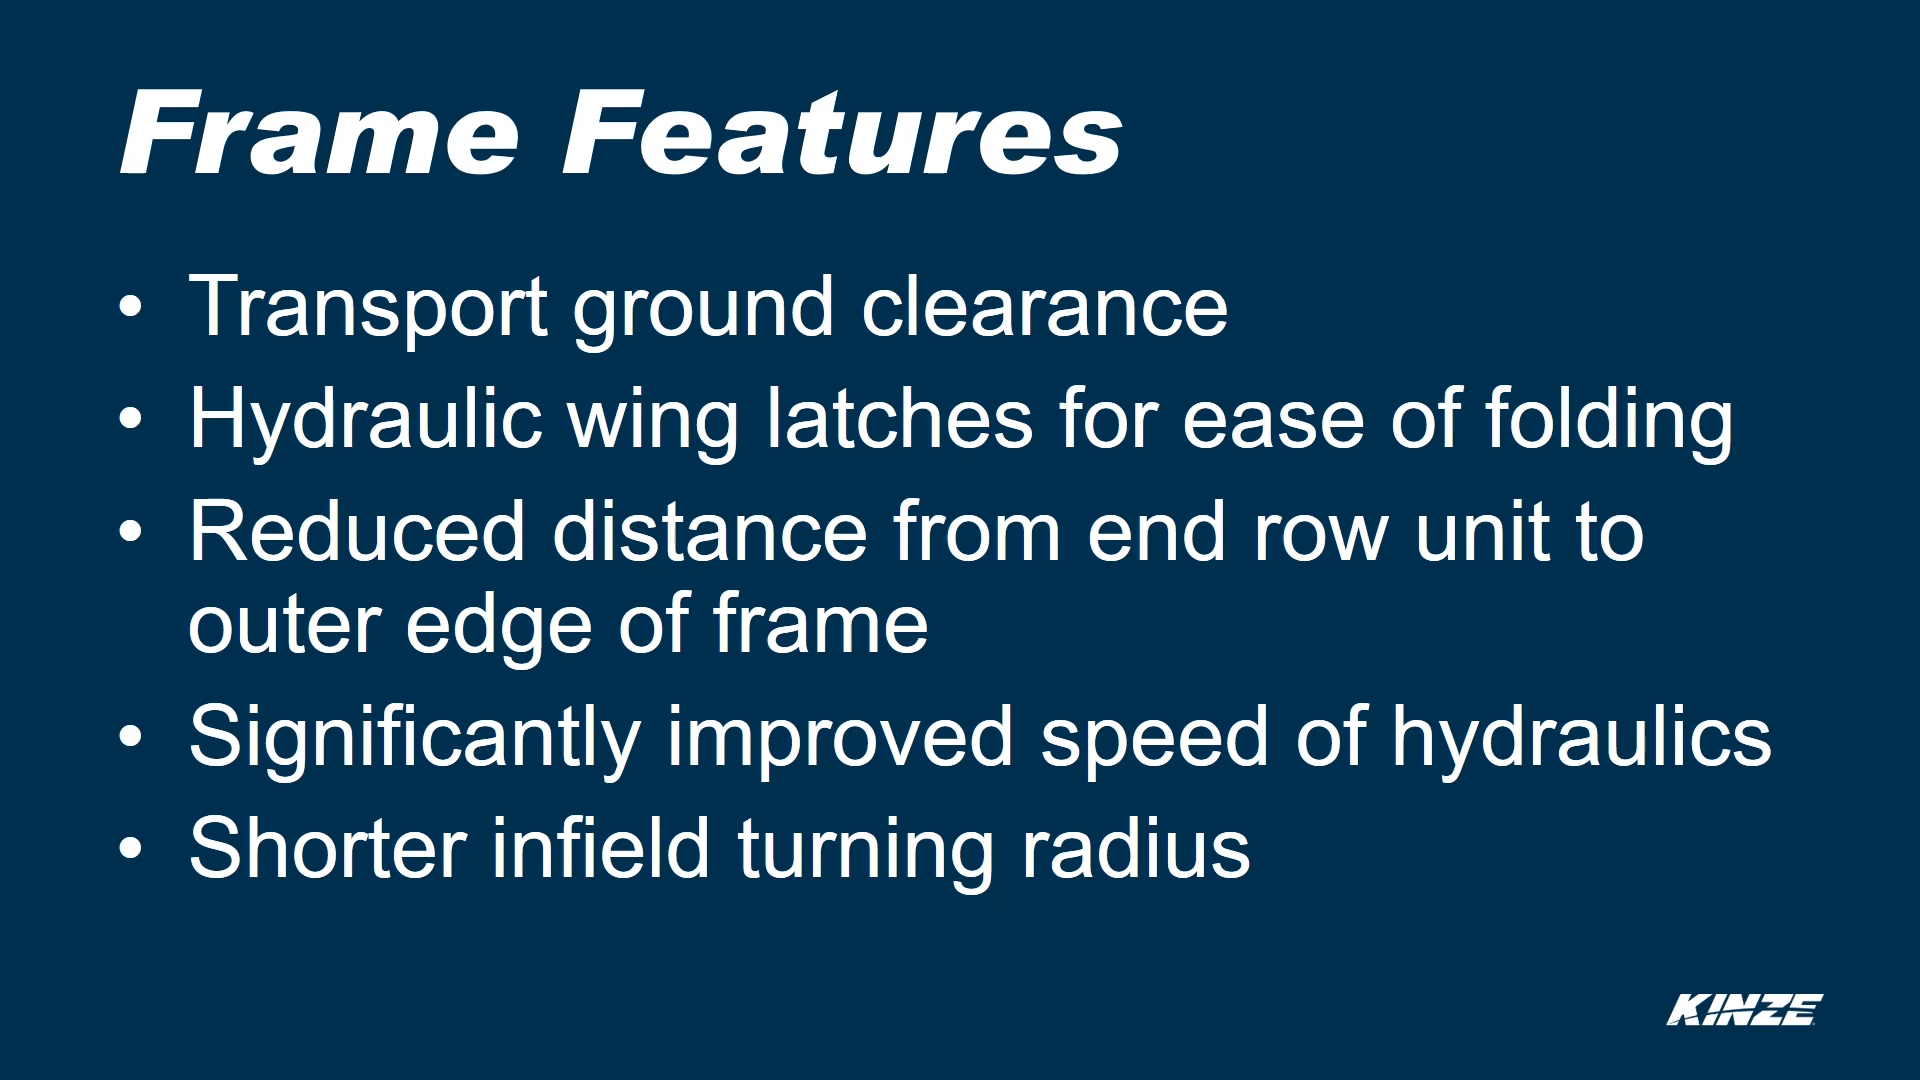 Frame Features
• Transport ground clearance
• Hydraulic wing latches for ease of folding
• Reduced distance from end row unit to
outer edge of frame
• Significantly improved speed of hydraulics
• Shorter infield turning radius
KINZE